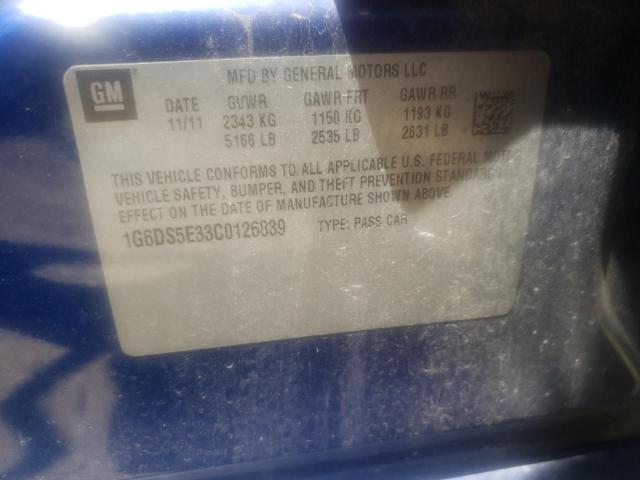 GM
MFD BY GENERAL MOTORS LLC
DATE GVWR GAWR FRT GAWR RR
11/11 2343 KG 1150 KG 1193 KG
5166 LB 2535 LB 2631 LB
THIS VEHICLE CONFORMS TO ALL APPLICABLE U.S. FEDERAL
VEHICLE SAFETY, BUMPER, AND THEFT PREVENTION STANDARDS
EFFECT ON THE DATE OF MANUFACTURE SHOWN ABOVE.
1G6DS5E33C0126839 TYPE: PASS CAR